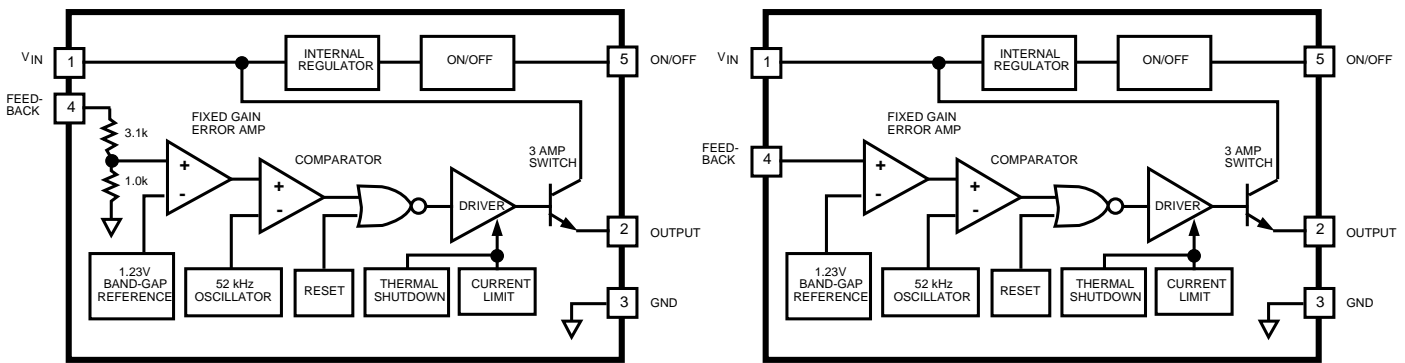 V IN
1
INTERNAL
REGULATOR
ON/OFF
5
ON/OFF
FEED-
BACK
4
3.1k
1.0k
FIXED GAIN
ERROR AMP
+
-
COMPARATOR
+
-
3 AMP
SWITCH
DRIVER
2
OUTPUT
1.23V
BAND-GAP
REFERENCE
52 kHz
OSCILLATOR
RESET
THERMAL
SHUTDOWN
CURRENT
LIMIT
3
GND
V IN
1
INTERNAL
REGULATOR
ON/OFF
5
ON/OFF
FEED-
BACK
4
FIXED GAIN
ERROR AMP
+
-
COMPARATOR
+
-
3 AMP
SWITCH
DRIVER
2
OUTPUT
1.23V
BAND-GAP
REFERENCE
52 kHz
OSCILLATOR
RESET
THERMAL
SHUTDOWN
CURRENT
LIMIT
3
GND